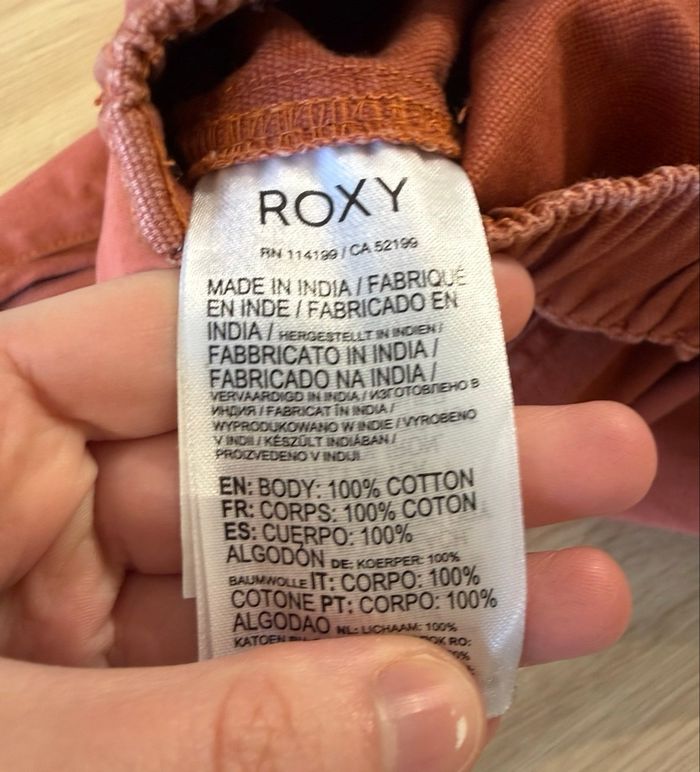 ROXY
RN 114199 / CA 52199
MADE IN INDIA / FABRIQUÉ
EN INDE / FABRICADO EN
INDIA / HERGESTELLT IN INDIEN /
FABBRICATO IN INDIA /
FABRICADO NA INDIA /
VERVAARDIGD IN INDIA / ИЗГОТОВЛЕНО В
ИНДИЯ / FABRICAT ÎN INDIA /
WYPRODUKOWANO W INDIE / VYROBENO
V INDII / KÉSZÜLT INDIÁBAN /
PROIZVEDENO V INDIJI
EN: BODY: 100% COTTON
FR: CORPS: 100% COTON
ES: CUERPO: 100%
ALGODÓN DE: KOERPER: 100%
BAUMWOLLE IT: CORPO: 100%
COTONE PT: CORPO: 100%
ALGODAO NL: LICHAAM: 100%
KATOEN RO: